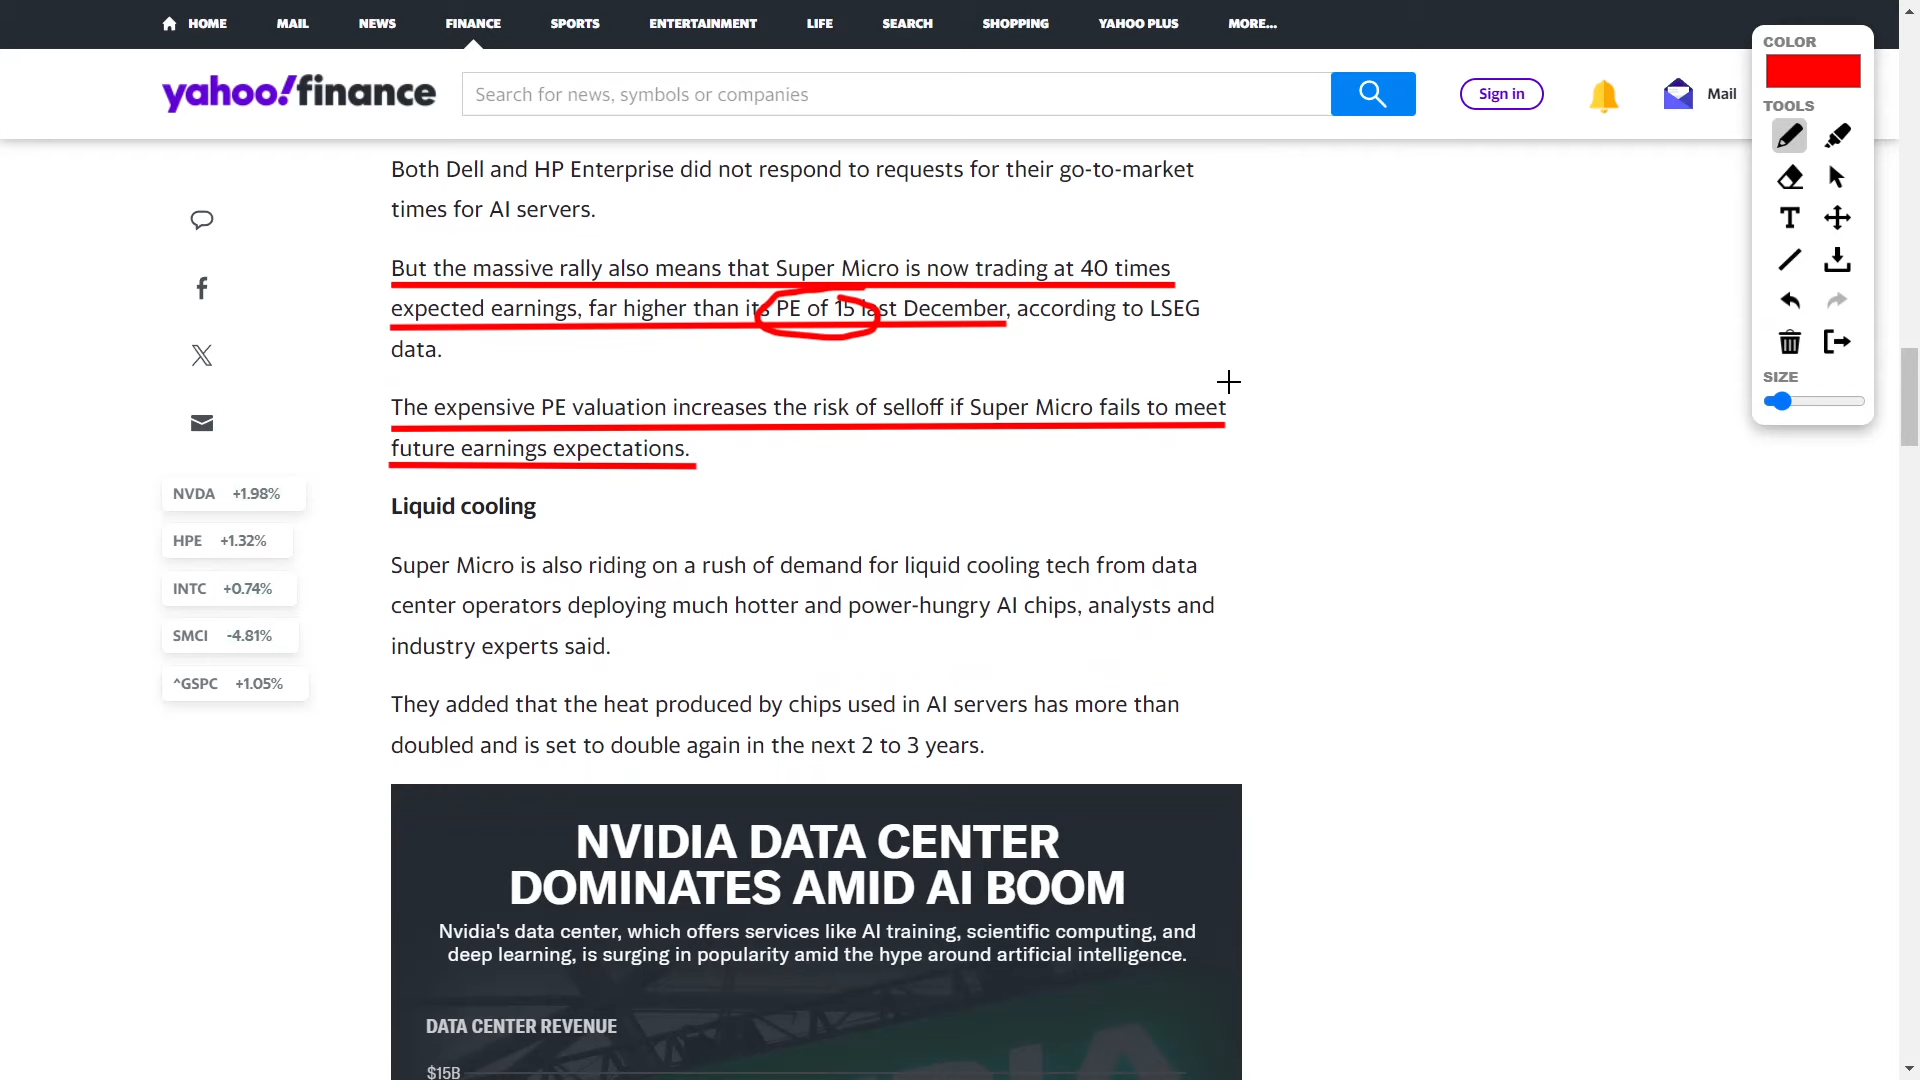 HOME MAIL NEWS FINANCE SPORTS ENTERTAINMENT LIFE SEARCH SHOPPING YAHOO PLUS MORE...
yahoo!finance
Search for news, symbols or companies
Sign in
Mail
COLOR
TOOLS
T
SIZE
Both Dell and HP Enterprise did not respond to requests for their go-to-market
times for AI servers.
But the massive rally also means that Super Micro is now trading at 40 times
expected earnings, far higher than its PE of 15 last December, according to LSEG
data.
The expensive PE valuation increases the risk of selloff if Super Micro fails to meet
future earnings expectations.
NVDA +1.98%
HPE +1.32%
INTC +0.74%
SMCI -4.81%
^GSPC +1.05%
Liquid cooling
Super Micro is also riding on a rush of demand for liquid cooling tech from data
center operators deploying much hotter and power-hungry AI chips, analysts and
industry experts said.
They added that the heat produced by chips used in AI servers has more than
doubled and is set to double again in the next 2 to 3 years.
NVIDIA DATA CENTER
DOMINATES AMID AI BOOM
Nvidia's data center, which offers services like AI training, scientific computing, and
deep learning, is surging in popularity amid the hype around artificial intelligence.
DATA CENTER REVENUE
$15B